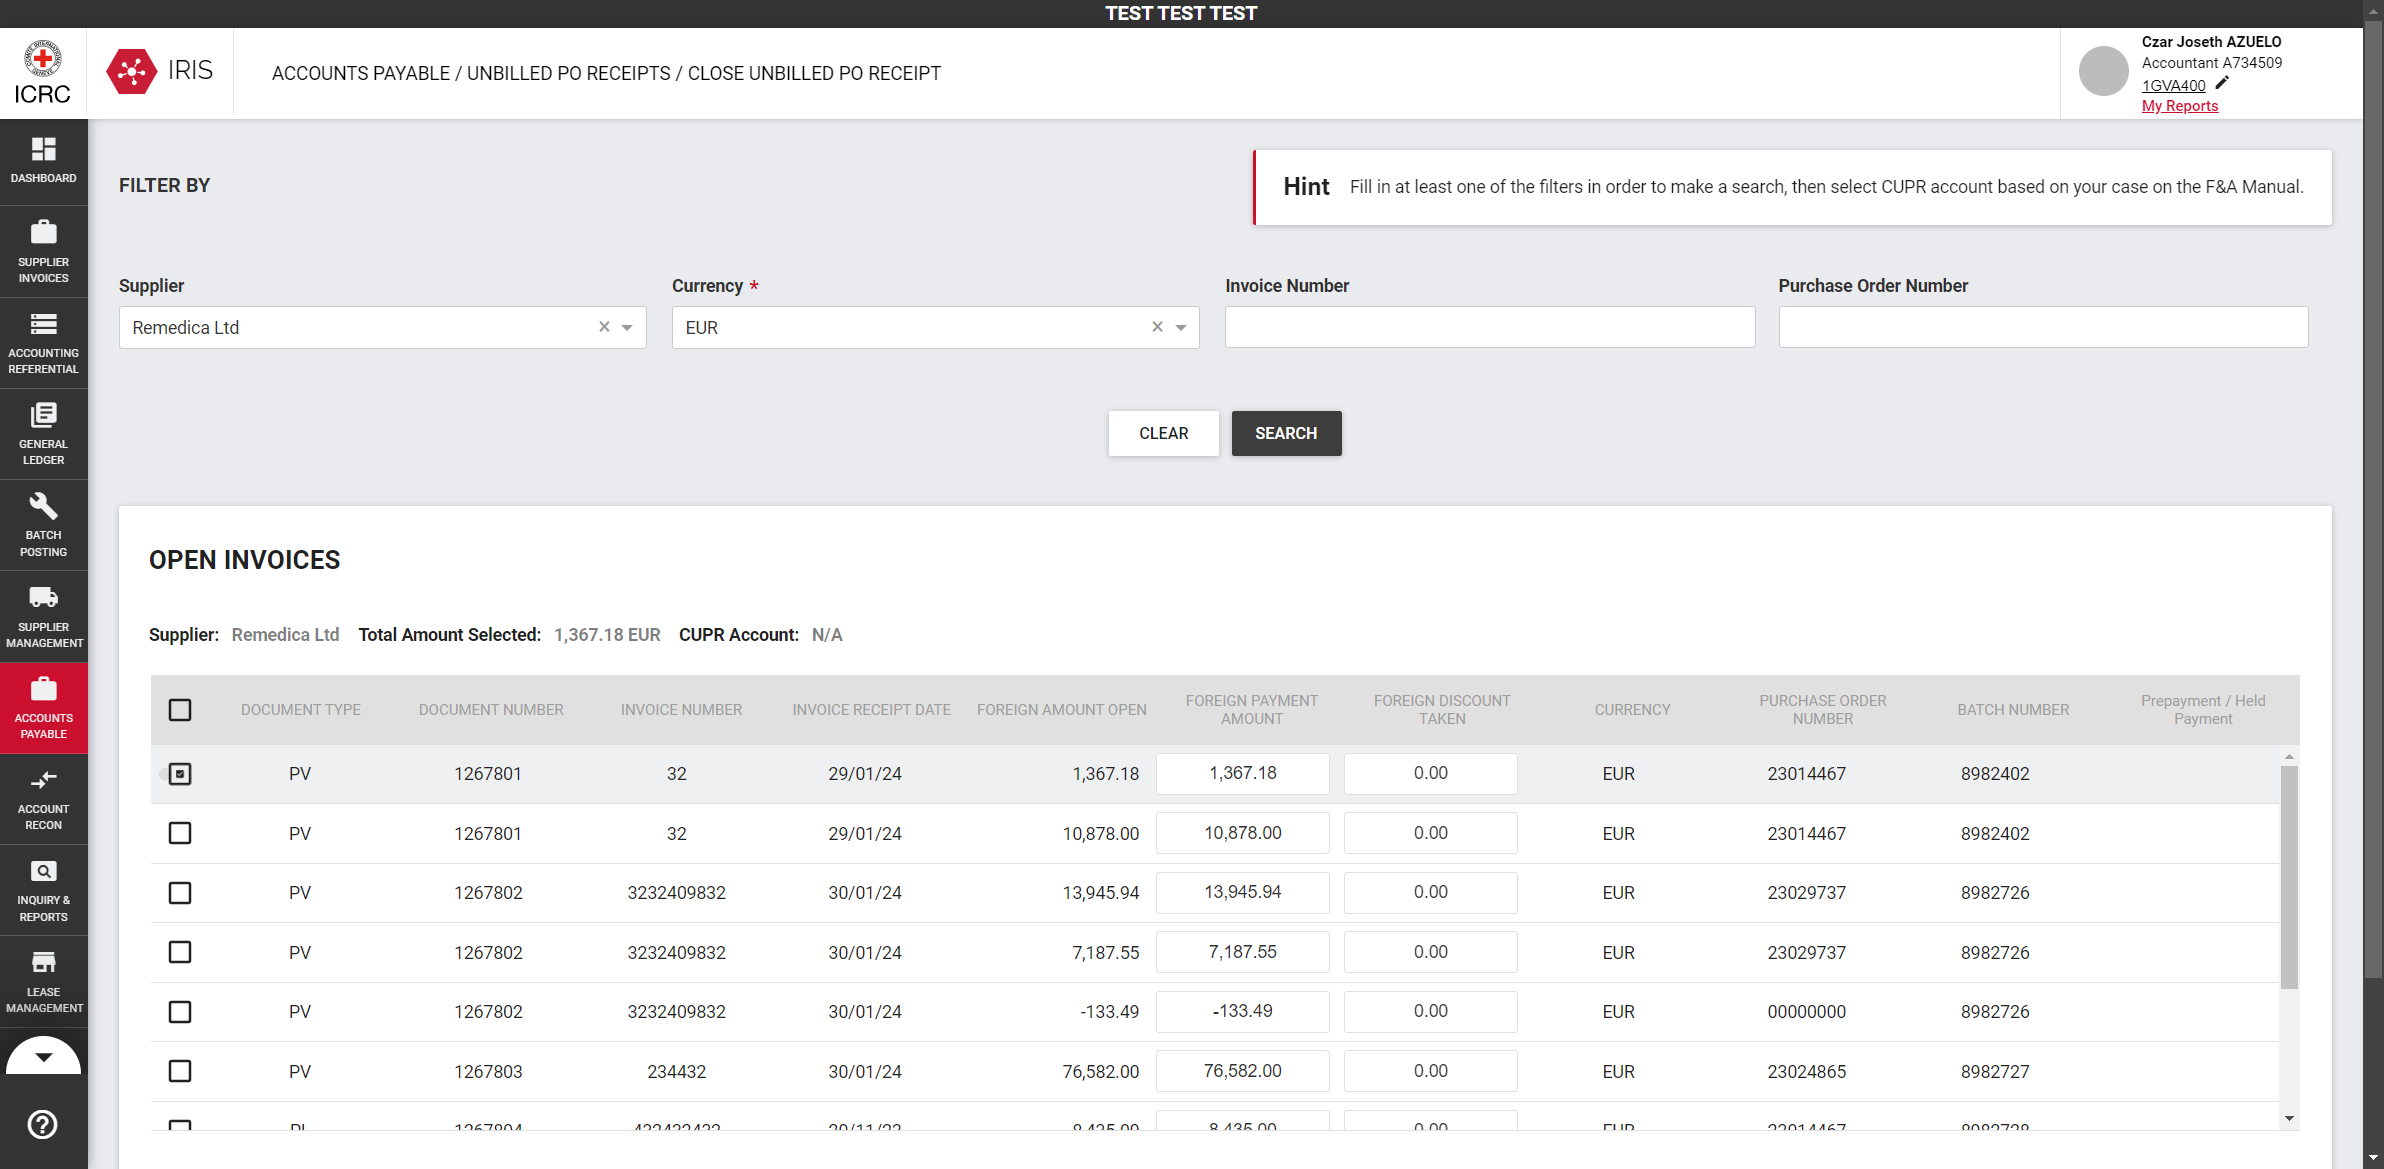 TEST TEST TEST
ICRC
IRIS
ACCOUNTS PAYABLE / UNBILLED PO RECEIPTS / CLOSE UNBILLED PO RECEIPT
Czar Joseth AZUELO
Accountant A734509
1GVA400
My Reports
DASHBOARD
SUPPLIER
INVOICES
ACCOUNTING
REFERENTIAL
GENERAL
LEDGER
BATCH
POSTING
SUPPLIER
MANAGEMENT
ACCOUNTS
PAYABLE
ACCOUNT
RECON
INQUIRY &
REPORTS
LEASE
MANAGEMENT
FILTER BY
Hint Fill in at least one of the filters in order to make a search, then select CUPR account based on your case on the F&A Manual.
Supplier Currency * Invoice Number Purchase Order Number
Remedica Ltd EUR
CLEAR SEARCH
OPEN INVOICES
Supplier: Remedica Ltd Total Amount Selected: 1,367.18 EUR CUPR Account: N/A
DOCUMENT TYPE DOCUMENT NUMBER INVOICE NUMBER INVOICE RECEIPT DATE FOREIGN AMOUNT OPEN FOREIGN PAYMENT AMOUNT FOREIGN DISCOUNT TAKEN CURRENCY PURCHASE ORDER NUMBER BATCH NUMBER Prepayment / Held Payment
PV 1267801 32 29/01/24 1,367.18 1,367.18 0.00 EUR 23014467 8982402
PV 1267801 32 29/01/24 10,878.00 10,878.00 0.00 EUR 23014467 8982402
PV 1267802 3232409832 30/01/24 13,945.94 13,945.94 0.00 EUR 23029737 8982726
PV 1267802 3232409832 30/01/24 7,187.55 7,187.55 0.00 EUR 23029737 8982726
PV 1267802 3232409832 30/01/24 -133.49 -133.49 0.00 EUR 00000000 8982726
PV 1267803 234432 30/01/24 76,582.00 76,582.00 0.00 EUR 23024865 8982727